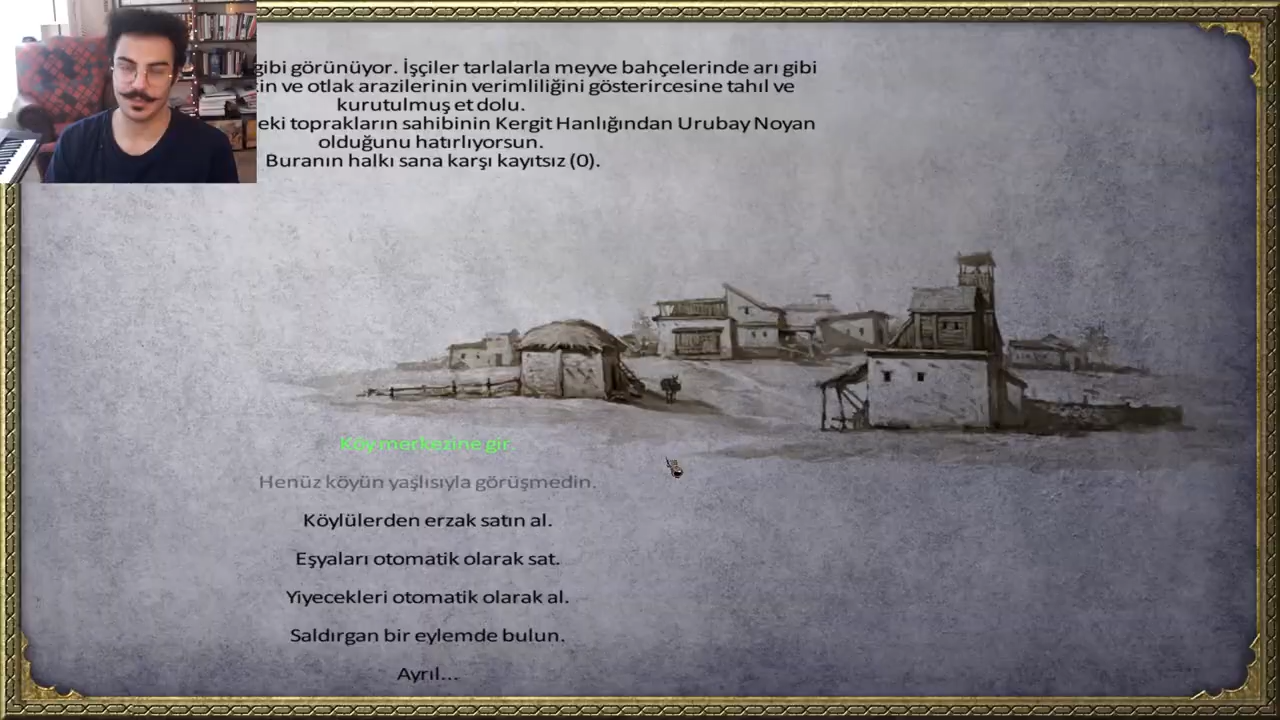 gibi görünüyor. İşçiler tarlalarla meyve bahçelerinde arı gibi
ve otlak arazilerinin verimliliğini gösterircesine tahıl ve
kurutulmuş et dolu.
toprakların sahibinin Kergit Hanlığından Urubay Noyan
olduğunu hatırlıyorsun.
Buranın halkı sana karşı kayıtsız (0).
Köy merkezine gir.
Henüz köyün yaşlısıyla görüşmedin.
Köylülerden erzak satın al.
Eşyaları otomatik olarak sat.
Yiyecekleri otomatik olarak al.
Saldırgan bir eylemde bulun.
Ayrıl...